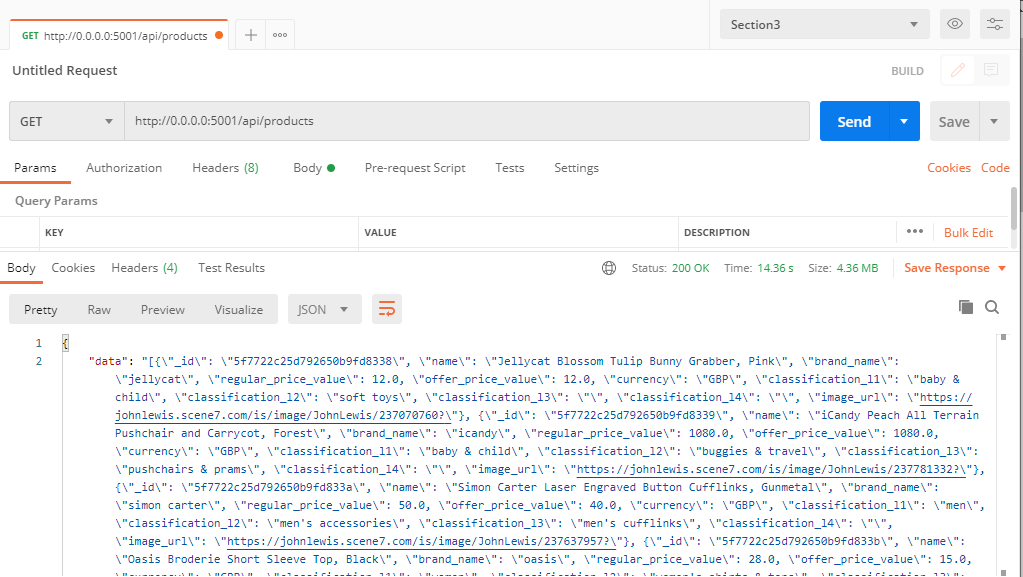 GET http://0.0.0.0:5001/api/products
Section3
Untitled Request
BUILD
GET
http://0.0.0.0:5001/api/products
Send
Save
Params Authorization Headers (8) Body Pre-request Script Tests Settings Cookies Code
Query Params
KEY VALUE DESCRIPTION Bulk Edit
Body Cookies Headers (4) Test Results Status: 200 OK Time: 14.36 s Size: 4.36 MB Save Response
Pretty Raw Preview Visualize JSON
1 {
2 "data": "[{\"_id\": \"5f7722c25d792650b9fd8338\", \"name\": \"Jellycat Blossom Tulip Bunny Grabber, Pink\", \"brand_name\":
\"jellycat\", \"regular_price_value\": 12.0, \"offer_price_value\": 12.0, \"currency\": \"GBP\", \"classification_l1\": \"baby &
child\", \"classification_l2\": \"soft toys\", \"classification_l3\": \"\", \"classification_l4\": \"\", \"image_url\": \"https://
johnlewis.scene7.com/is/image/JohnLewis/237070760?\"}, {\"_id\": \"5f7722c25d792650b9fd8339\", \"name\": \"iCandy Peach All Terrain
Pushchair and Carrycot, Forest\", \"brand_name\": \"icandy\", \"regular_price_value\": 1080.0, \"offer_price_value\": 1080.0,
\"currency\": \"GBP\", \"classification_l1\": \"baby & child\", \"classification_l2\": \"buggies & travel\", \"classification_l3\":
\"pushchairs & prams\", \"classification_l4\": \"\", \"image_url\": \"https://johnlewis.scene7.com/is/image/JohnLewis/237781332?\"},
{\"_id\": \"5f7722c25d792650b9fd833a\", \"name\": \"Simon Carter Laser Engraved Button Cufflinks, Gunmetal\", \"brand_name\":
\"simon carter\", \"regular_price_value\": 50.0, \"offer_price_value\": 40.0, \"currency\": \"GBP\", \"classification_l1\": \"men\",
\"classification_l2\": \"men's accessories\", \"classification_l3\": \"men's cufflinks\", \"classification_l4\": \"\",
\"image_url\": \"https://johnlewis.scene7.com/is/image/JohnLewis/237637957?\"}, {\"_id\": \"5f7722c25d792650b9fd833b\", \"name\":
\"Oasis Broderie Short Sleeve Top, Black\", \"brand_name\": \"oasis\", \"regular_price_value\": 28.0, \"offer_price_value\": 15.0,